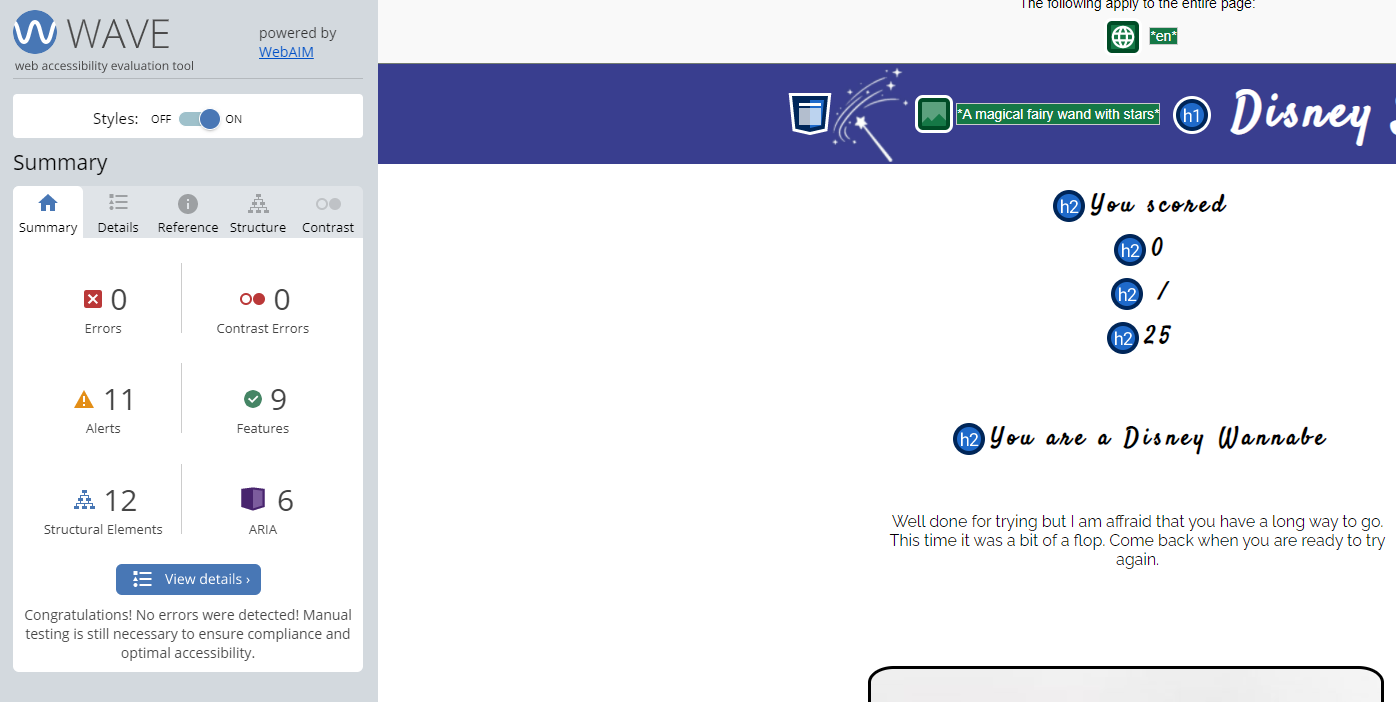 WAVE
powered by
WebAIM
web accessibility evaluation tool
Styles: OFF ON
Summary
Summary Details Reference Structure Contrast
0 0
Errors Contrast Errors
11 9
Alerts Features
12 6
Structural Elements ARIA
View details ›
Congratulations! No errors were detected! Manual
testing is still necessary to ensure compliance and
optimal accessibility.
The following apply to the entire page:
*en*
*A magical fairy wand with stars* h1 Disney
h2 You scored
h2 0
h2 /
h2 25
h2 You are a Disney Wannabe
Well done for trying but I am affraid that you have a long way to go.
This time it was a bit of a flop. Come back when you are ready to try
again.